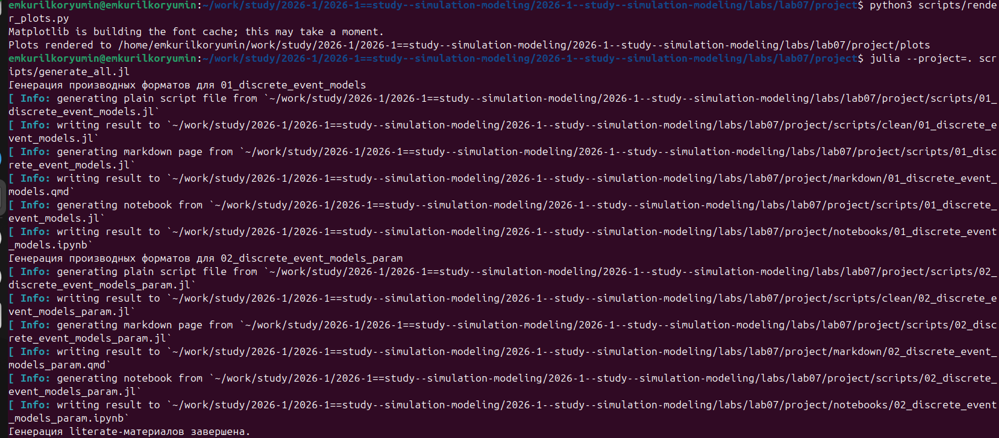 emkurilkoryumin@emkurilkoryumin:~/work/study/2026-1/2026-1==study--simulation-modeling/2026-1--study--simulation-modeling/labs/lab07/project$ python3 scripts/rende
r_plots.py
Matplotlib is building the font cache; this may take a moment.
Plots rendered to /home/emkurilkoryumin/work/study/2026-1/2026-1==study--simulation-modeling/2026-1--study--simulation-modeling/labs/lab07/project/plots
emkurilkoryumin@emkurilkoryumin:~/work/study/2026-1/2026-1==study--simulation-modeling/2026-1--study--simulation-modeling/labs/lab07/project$ julia --project=. scr
ipts/generate_all.jl
Генерация производных форматов для 01_discrete_event_models
[ Info: generating plain script file from `~/work/study/2026-1/2026-1==study--simulation-modeling/2026-1--study--simulation-modeling/labs/lab07/project/scripts/01_
discrete_event_models.jl`
[ Info: writing result to `~/work/study/2026-1/2026-1==study--simulation-modeling/2026-1--study--simulation-modeling/labs/lab07/project/scripts/clean/01_discrete_e
vent_models.jl`
[ Info: generating markdown page from `~/work/study/2026-1/2026-1==study--simulation-modeling/2026-1--study--simulation-modeling/labs/lab07/project/scripts/01_disc
rete_event_models.jl`
[ Info: writing result to `~/work/study/2026-1/2026-1==study--simulation-modeling/2026-1--study--simulation-modeling/labs/lab07/project/markdown/01_discrete_event_
models.qmd`
[ Info: generating notebook from `~/work/study/2026-1/2026-1==study--simulation-modeling/2026-1--study--simulation-modeling/labs/lab07/project/scripts/01_discrete_
event_models.jl`
[ Info: writing result to `~/work/study/2026-1/2026-1==study--simulation-modeling/2026-1--study--simulation-modeling/labs/lab07/project/notebooks/01_discrete_event
_models.ipynb`
Генерация производных форматов для 02_discrete_event_models_param
[ Info: generating plain script file from `~/work/study/2026-1/2026-1==study--simulation-modeling/2026-1--study--simulation-modeling/labs/lab07/project/scripts/02_
discrete_event_models_param.jl`
[ Info: writing result to `~/work/study/2026-1/2026-1==study--simulation-modeling/2026-1--study--simulation-modeling/labs/lab07/project/scripts/clean/02_discrete_e
vent_models_param.jl`
[ Info: generating markdown page from `~/work/study/2026-1/2026-1==study--simulation-modeling/2026-1--study--simulation-modeling/labs/lab07/project/scripts/02_disc
rete_event_models_param.jl`
[ Info: writing result to `~/work/study/2026-1/2026-1==study--simulation-modeling/2026-1--study--simulation-modeling/labs/lab07/project/markdown/02_discrete_event_
models_param.qmd`
[ Info: generating notebook from `~/work/study/2026-1/2026-1==study--simulation-modeling/2026-1--study--simulation-modeling/labs/lab07/project/scripts/02_discrete_
event_models_param.jl`
[ Info: writing result to `~/work/study/2026-1/2026-1==study--simulation-modeling/2026-1--study--simulation-modeling/labs/lab07/project/notebooks/02_discrete_event
_models_param.ipynb`
Генерация literate-материалов завершена.